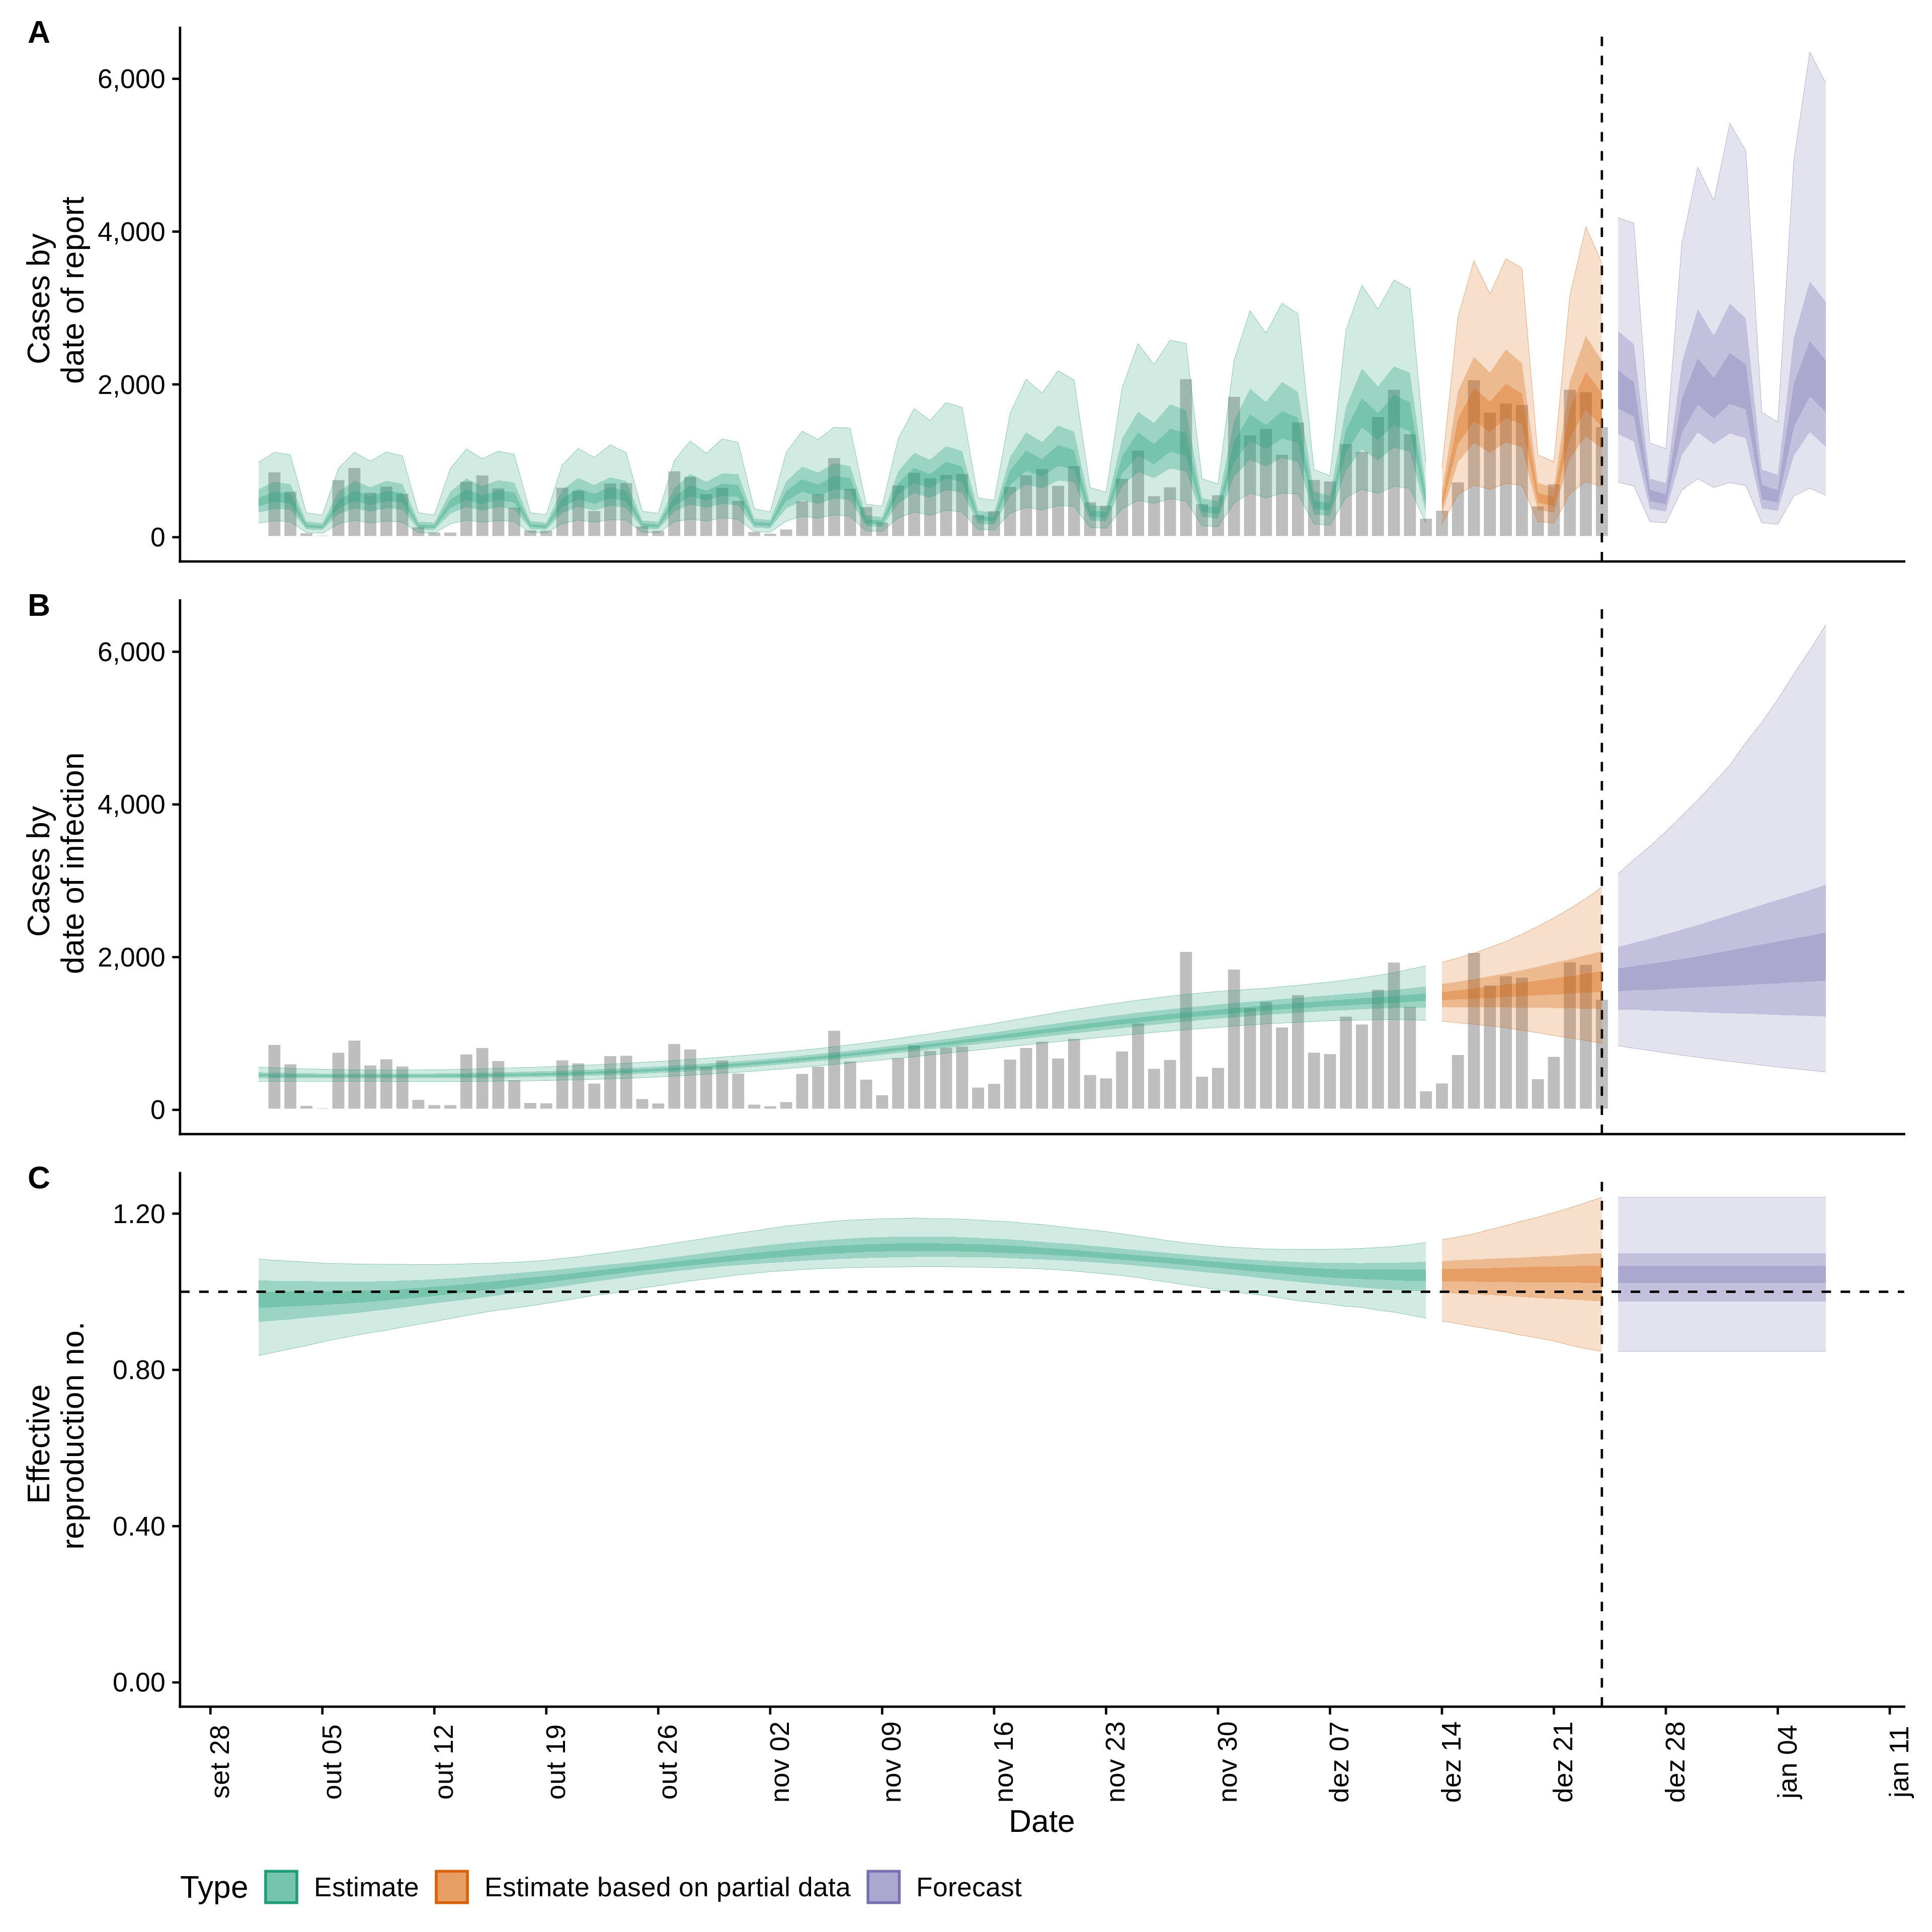 A
6,000
4,000
2,000
0
Cases by
date of report
B
6,000
4,000
2,000
0
Cases by
date of infection
C
1.20
0.80
0.40
0.00
Effective
reproduction no.
set 28
out 05
out 12
out 19
out 26
nov 02
nov 09
nov 16
nov 23
nov 30
dez 07
dez 14
dez 21
dez 28
jan 04
jan 11
Date
Type
Estimate
Estimate based on partial data
Forecast